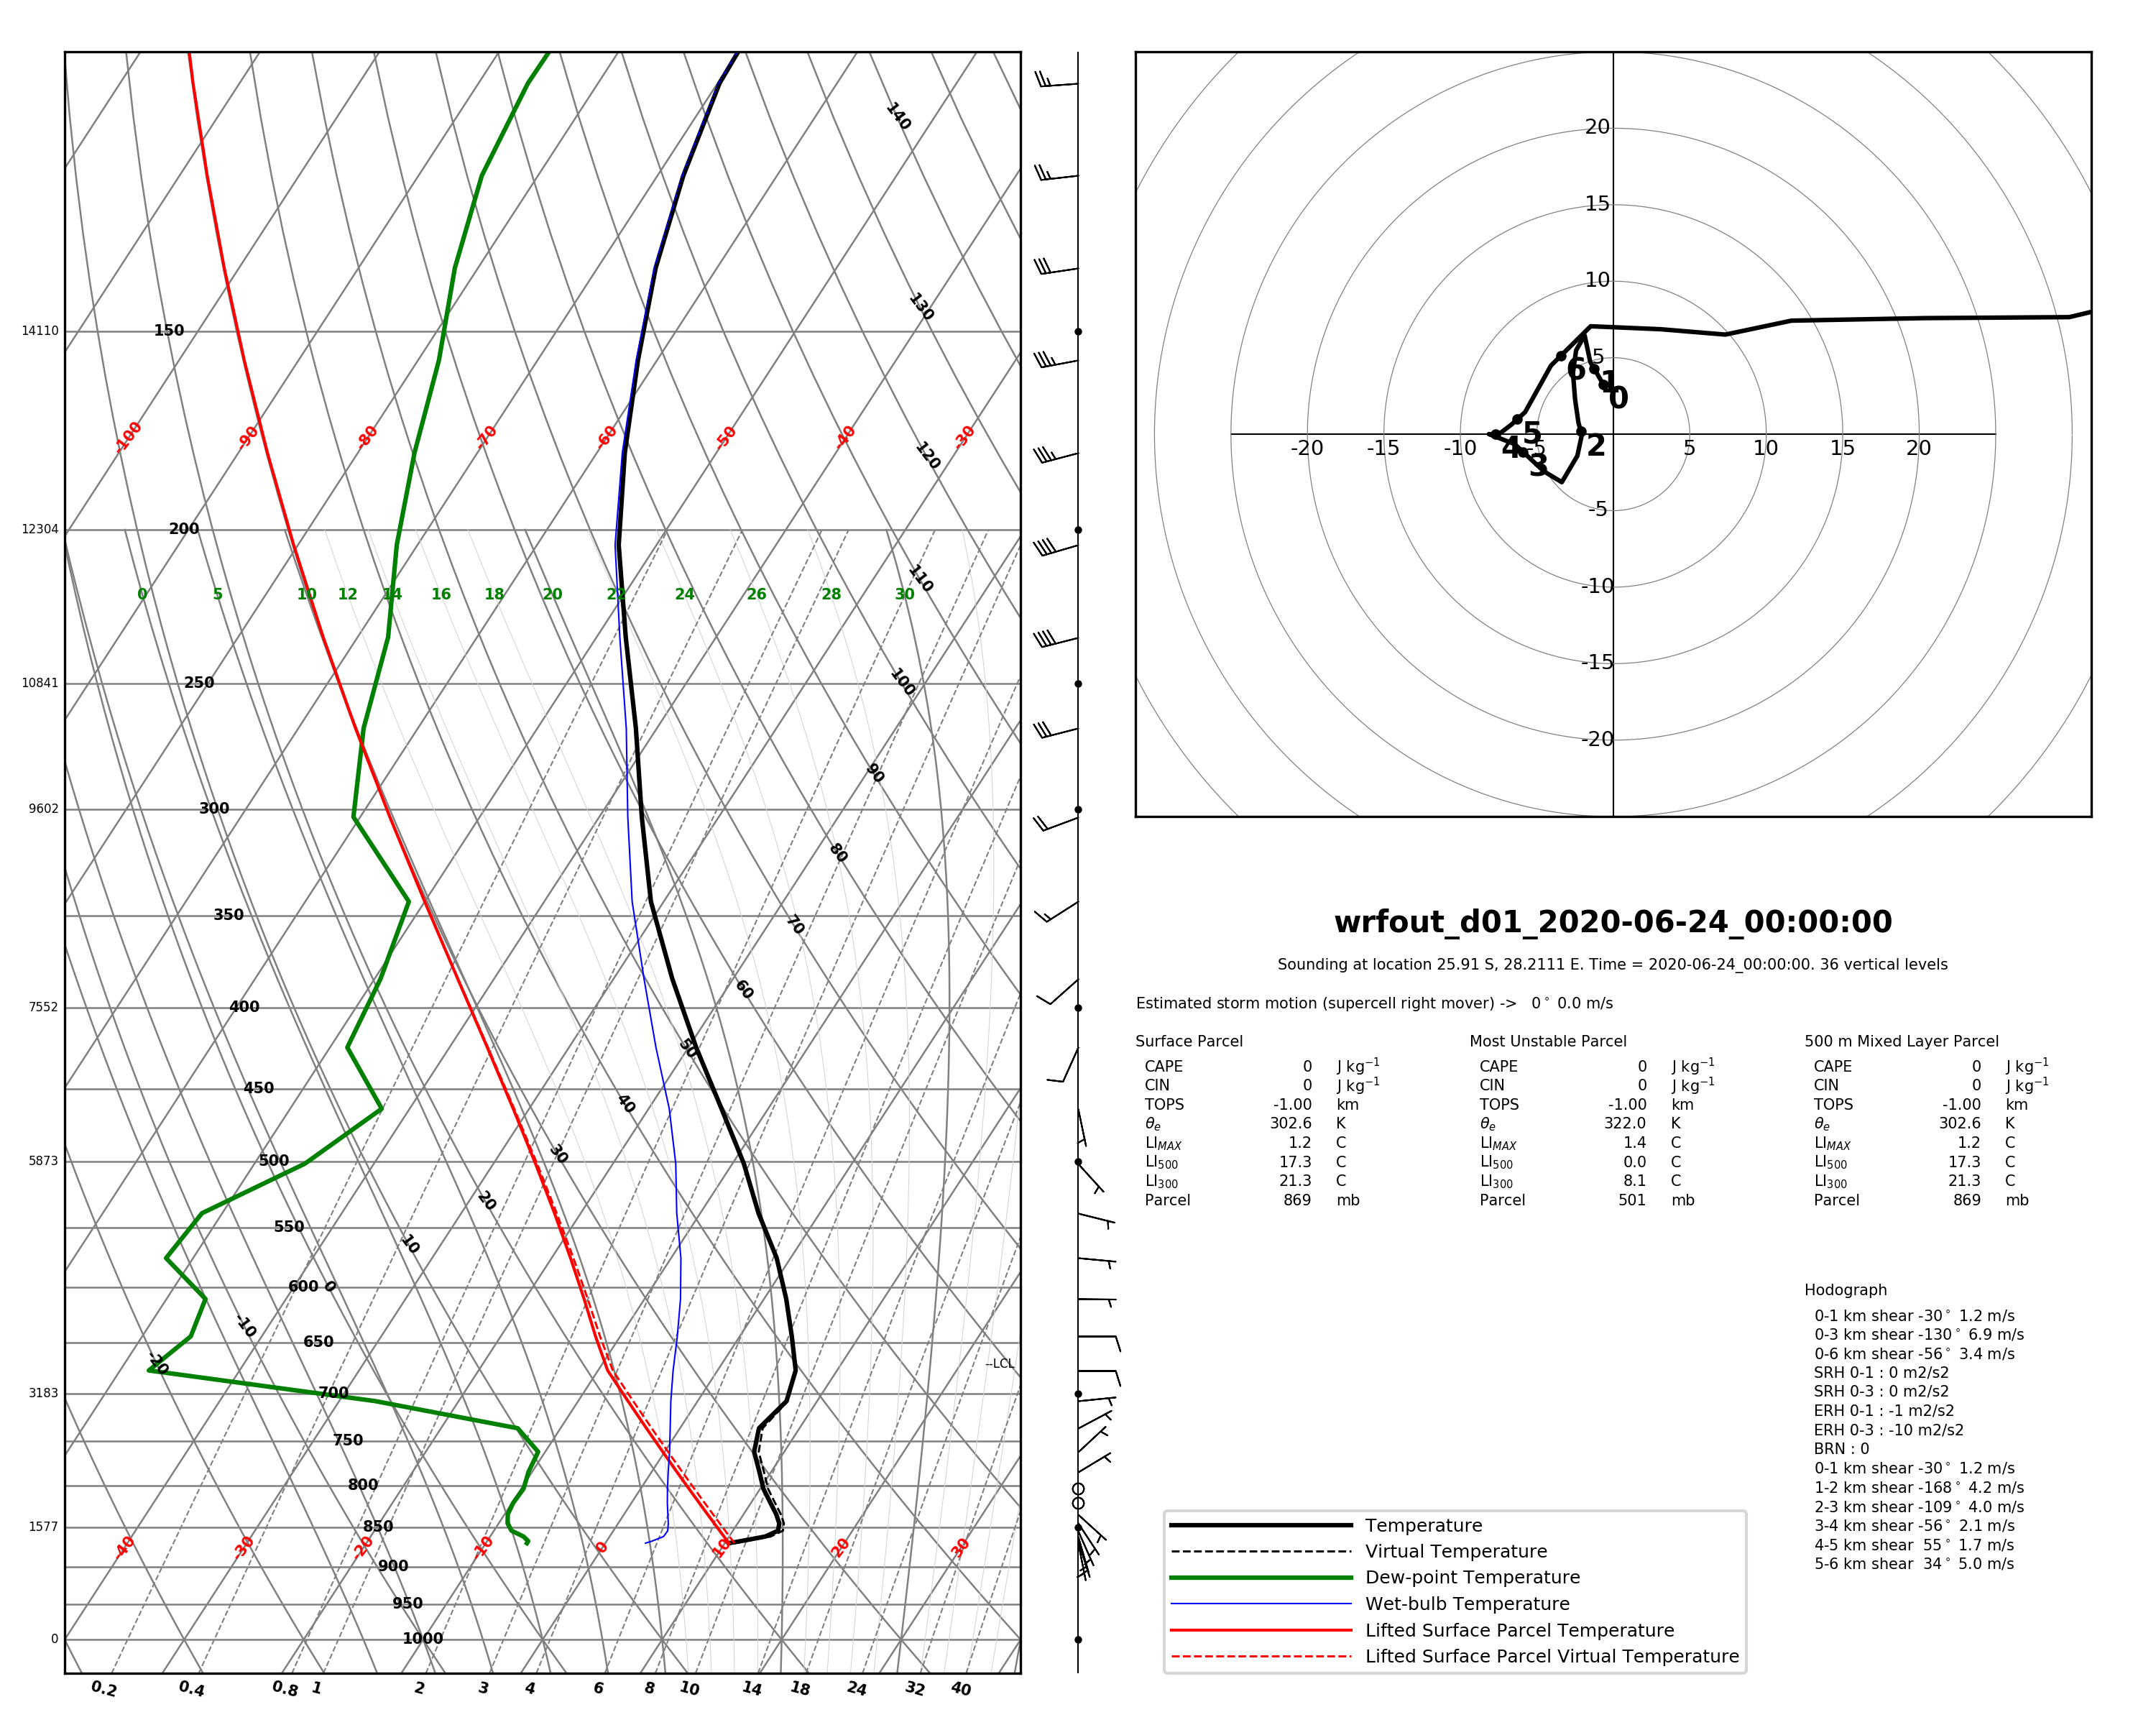 140
130
120
110
100
90
80
70
60
50
40
30
20
10
0
-10
-20
14110 150
-100 -90 -80 -70 -60 -50 -40 -30
12304 200
0 5 10 12 14 16 18 20 22 24 26 28 30
10841 250
9602 300
350
7552 400
450
5873 500
550
600
650
--LCL
3183 700
750
800
1577 850
-40 -30 -20 -10 0 10 20 30
900
950
0 1000
0.2 0.4 0.8 1 2 3 4 6 8 10 14 18 24 32 40
20
15
10
5
-20 -15 -10 -5 5 10 15 20
-5
-10
-15
-20
0
1
2
3
4
5
6
wrfout_d01_2020-06-24_00:00:00
Sounding at location 25.91 S, 28.2111 E. Time = 2020-06-24_00:00:00. 36 vertical levels
Estimated storm motion (supercell right mover) -> 0° 0.0 m/s
Surface Parcel Most Unstable Parcel 500 m Mixed Layer Parcel
CAPE 0 J kg⁻¹ CAPE 0 J kg⁻¹ CAPE 0 J kg⁻¹
CIN 0 J kg⁻¹ CIN 0 J kg⁻¹ CIN 0 J kg⁻¹
TOPS -1.00 km TOPS -1.00 km TOPS -1.00 km
θₑ 302.6 K θₑ 322.0 K θₑ 302.6 K
LI_MAX 1.2 C LI_MAX 1.4 C LI_MAX 1.2 C
LI₅₀₀ 17.3 C LI₅₀₀ 0.0 C LI₅₀₀ 17.3 C
LI₃₀₀ 21.3 C LI₃₀₀ 8.1 C LI₃₀₀ 21.3 C
Parcel 869 mb Parcel 501 mb Parcel 869 mb
Hodograph
0-1 km shear -30° 1.2 m/s
0-3 km shear -130° 6.9 m/s
0-6 km shear -56° 3.4 m/s
SRH 0-1 : 0 m2/s2
SRH 0-3 : 0 m2/s2
ERH 0-1 : -1 m2/s2
ERH 0-3 : -10 m2/s2
BRN : 0
0-1 km shear -30° 1.2 m/s
1-2 km shear -168° 4.2 m/s
2-3 km shear -109° 4.0 m/s
3-4 km shear -56° 2.1 m/s
4-5 km shear 55° 1.7 m/s
5-6 km shear 34° 5.0 m/s
Temperature
Virtual Temperature
Dew-point Temperature
Wet-bulb Temperature
Lifted Surface Parcel Temperature
Lifted Surface Parcel Virtual Temperature